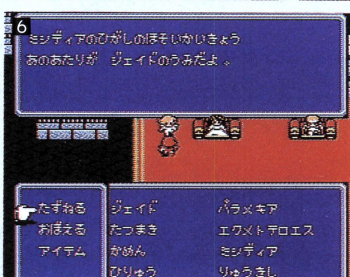 6
ミシディアのひがしのほそいかいきょう
あのあたりが ジェイドのうみだよ。
たずねる ジェイド パラメキア
おぼえる たつまき エクメトテロエス
アイテム かめん ミシディア
ひりゅう りゅうきし